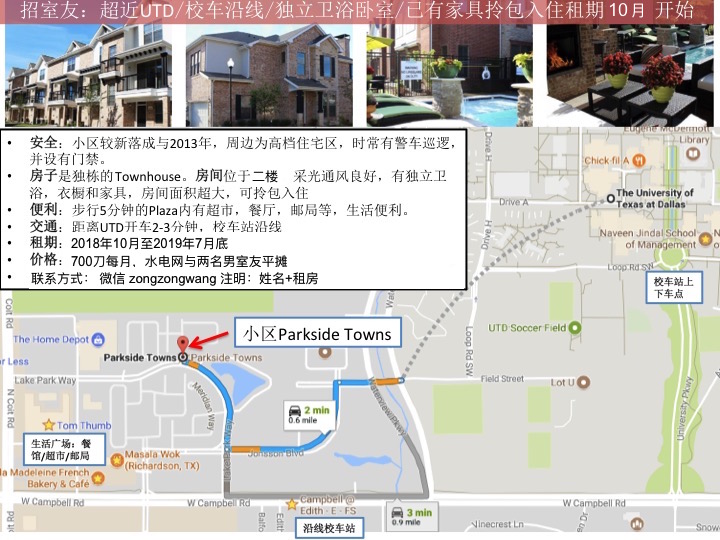 招室友：超近UTD/校车沿线/独立卫浴卧室/已有家具拎包入住租期 10月 开始
• 安全：小区较新落成与2013年，周边为高档住宅区，时常有警车巡逻，
并设有门禁。
• 房子是独栋的Townhouse。房间位于二楼 采光通风良好，有独立卫
浴，衣橱和家具，房间面积超大，可拎包入住
• 便利：步行5分钟的Plaza内有超市，餐厅，邮局等，生活便利。
• 交通：距离UTD开车2-3分钟，校车站沿线
• 租期：2018年10月至2019年7月底
• 价格：700刀每月．水电网与两名男室友平摊
• 联系方式： 微信 zongzongwang 注明：姓名+租房
Eugene McDermott
Library
Chick-fil A
Drive H
Drive A
The University of
Texas at Dallas
Naveen Jindal School
of Management
Drive H
Loop Rd SW
校车站上
下车点
Coit Rd
小区Parkside Towns
UTD Soccer Field
The Home Depot
Parkside Towns
Parkside Towns
Loop Rd SW
Lake Park Way
Field Street
Lot U
N Coit Rd
Meridian Way
Waterview Pkwy
University Pkwy
2 min
0.6 mile
Tom Thumb
生活广场：餐
馆/超市/邮局
Masala Wok
(Richardson, TX)
Jonsson Blvd
la Madeleine French
Bakery & Café
W Campbell Rd
W Campbell Rd
Campbell @
Edith - E - FS
W Campbell Rd
3 min
0.9 mile
沿线校车站
Edith
Vinecrest Ln